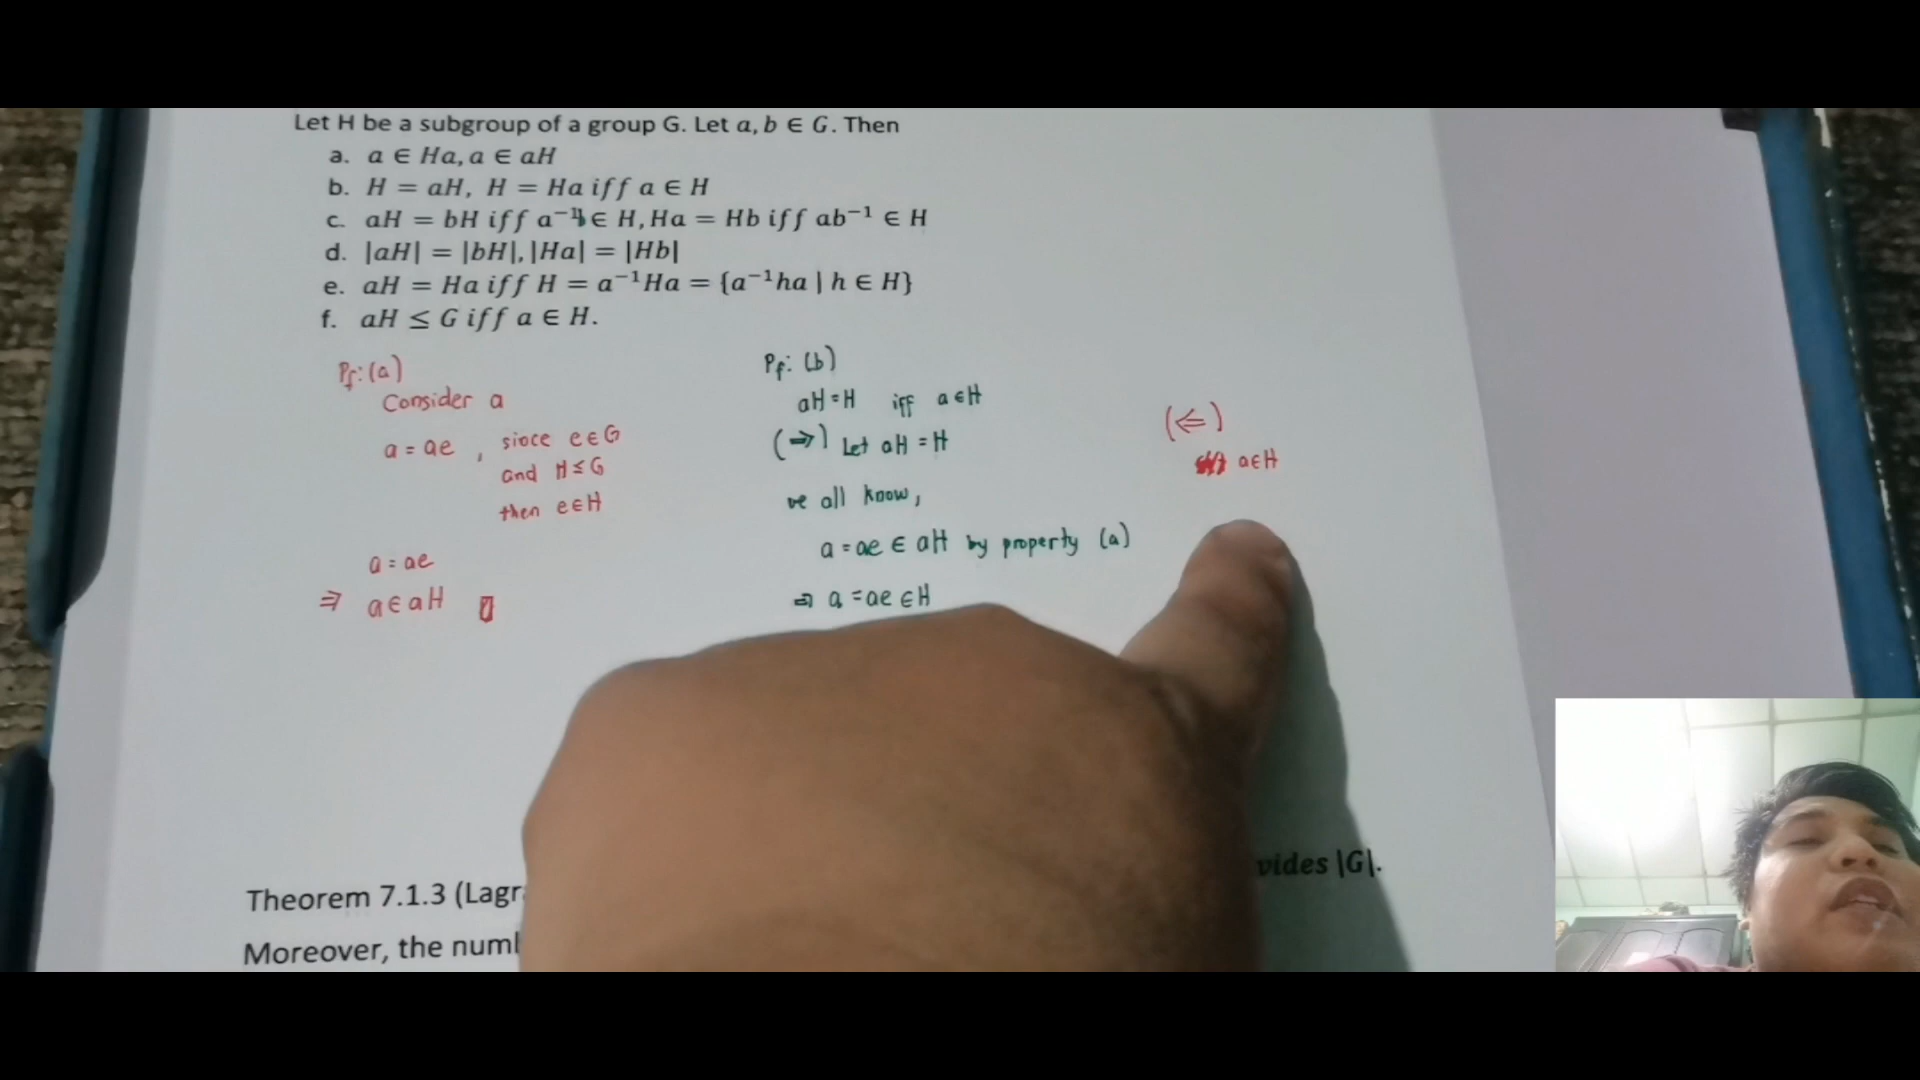 Let H be a subgroup of a group G. Let a, b ∈ G. Then
a. a ∈ Ha, a ∈ aH
b. H = aH, H = Ha iff a ∈ H
c. aH = bH iff a⁻¹b ∈ H, Ha = Hb iff ab⁻¹ ∈ H
d. |aH| = |bH|, |Ha| = |Hb|
e. aH = Ha iff H = a⁻¹Ha = {a⁻¹ha | h ∈ H}
f. aH ≤ G iff a ∈ H.
Pf: (a)
Consider a
a = ae , since e∈G
and H≤G
then e∈H
a = ae
⇒ a∈aH
Pf: (b)
aH = H iff a∈H
(⇒) Let aH = H
we all know,
a = ae ∈ aH by property (a)
⇒ a = ae ∈ H
(⇐)
a∈H
Theorem 7.1.3 (Lagr
vides |G|.
Moreover, the num